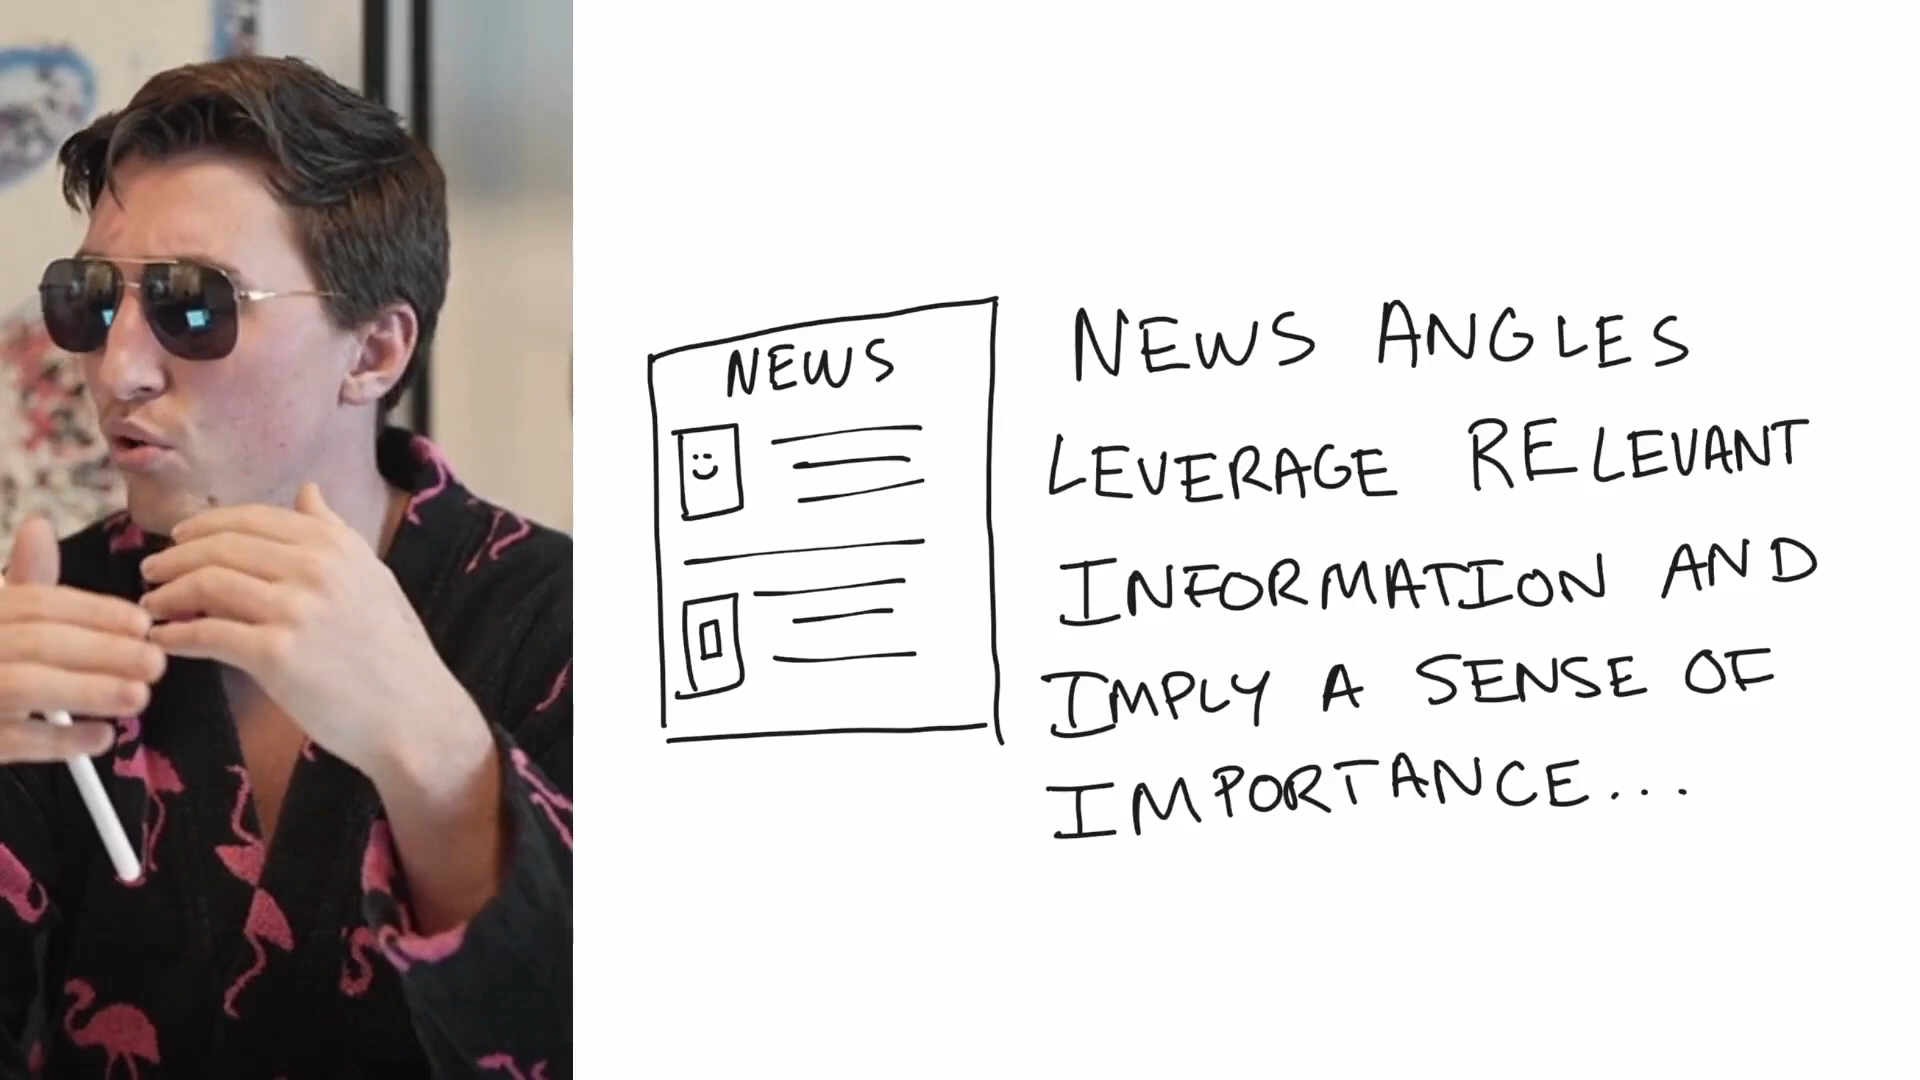 NEWS
NEWS ANGLES
LEVERAGE RELEVANT
INFORMATION AND
IMPLY A SENSE OF
IMPORTANCE...